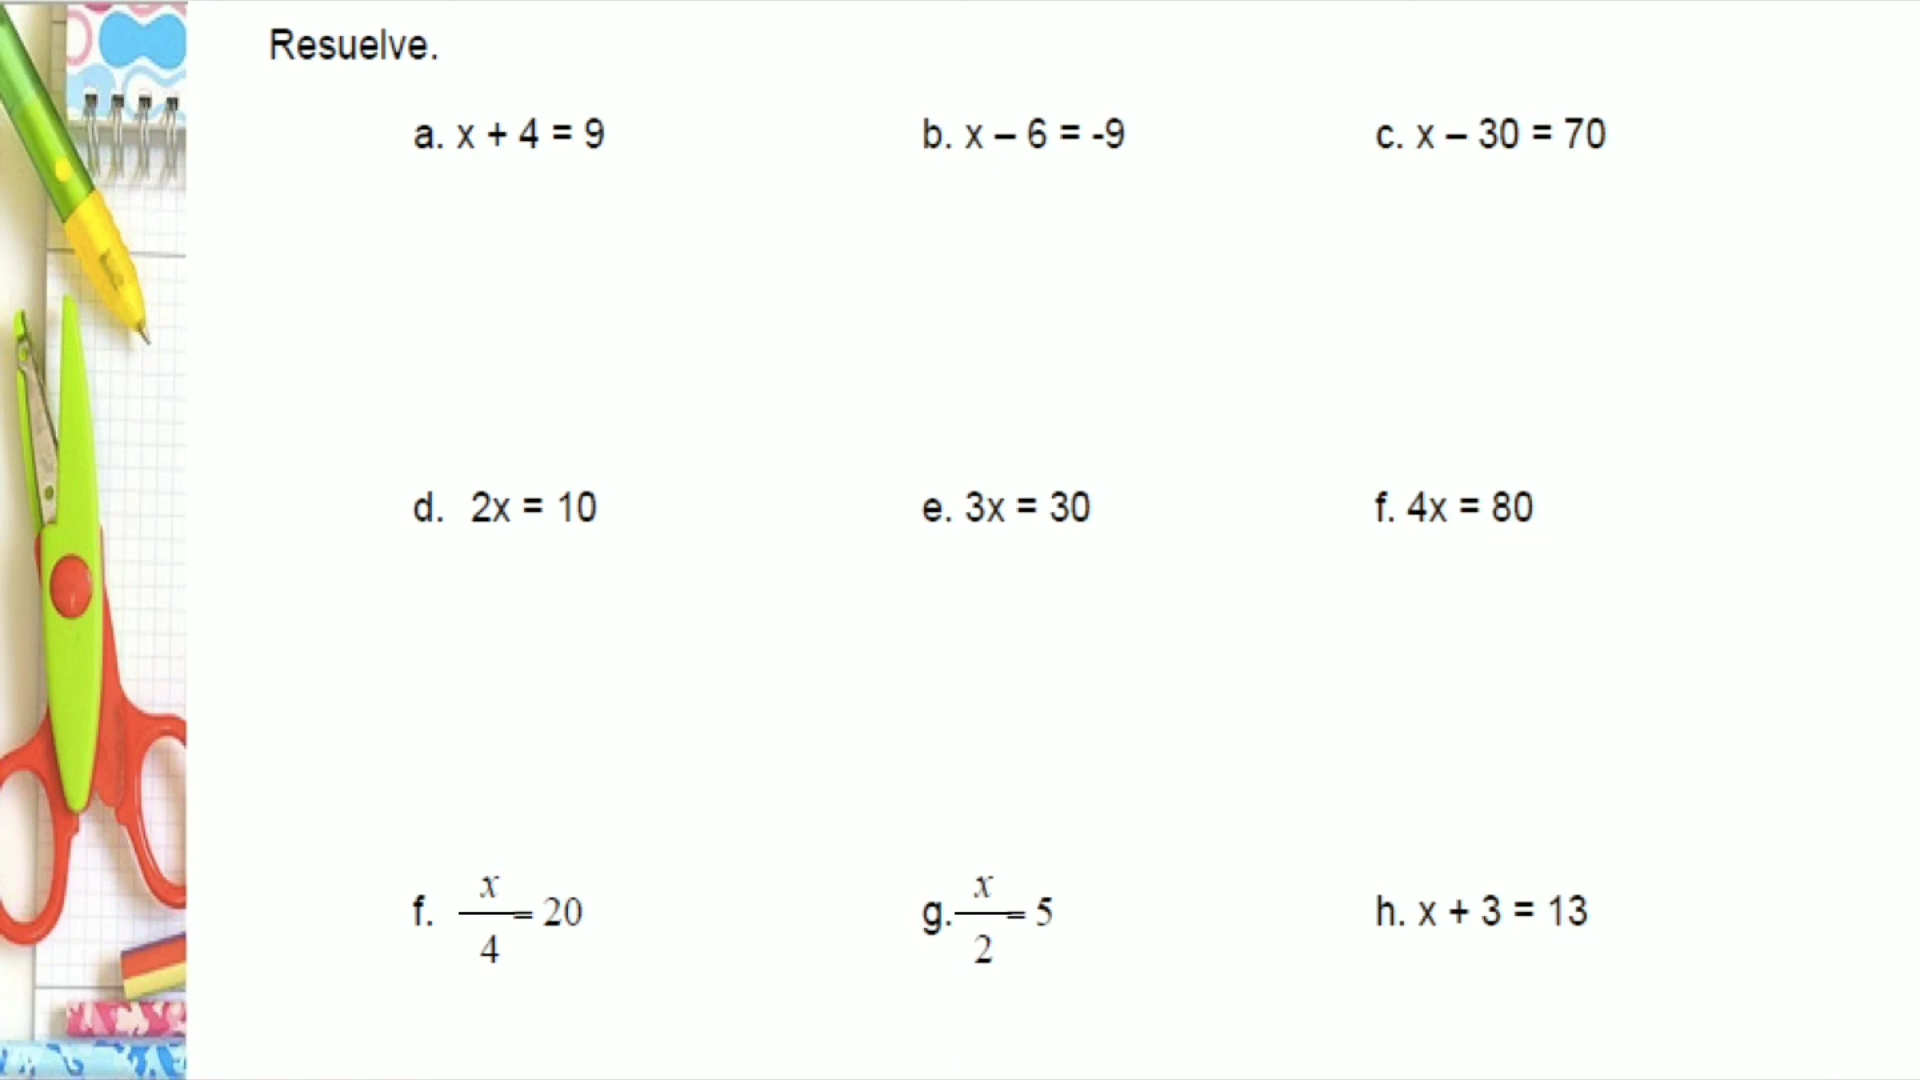 Resuelve.
a. x + 4 = 9 b. x – 6 = -9 c. x – 30 = 70
d. 2x = 10 e. 3x = 30 f. 4x = 80
f. x/4 = 20 g. x/2 = 5 h. x + 3 = 13